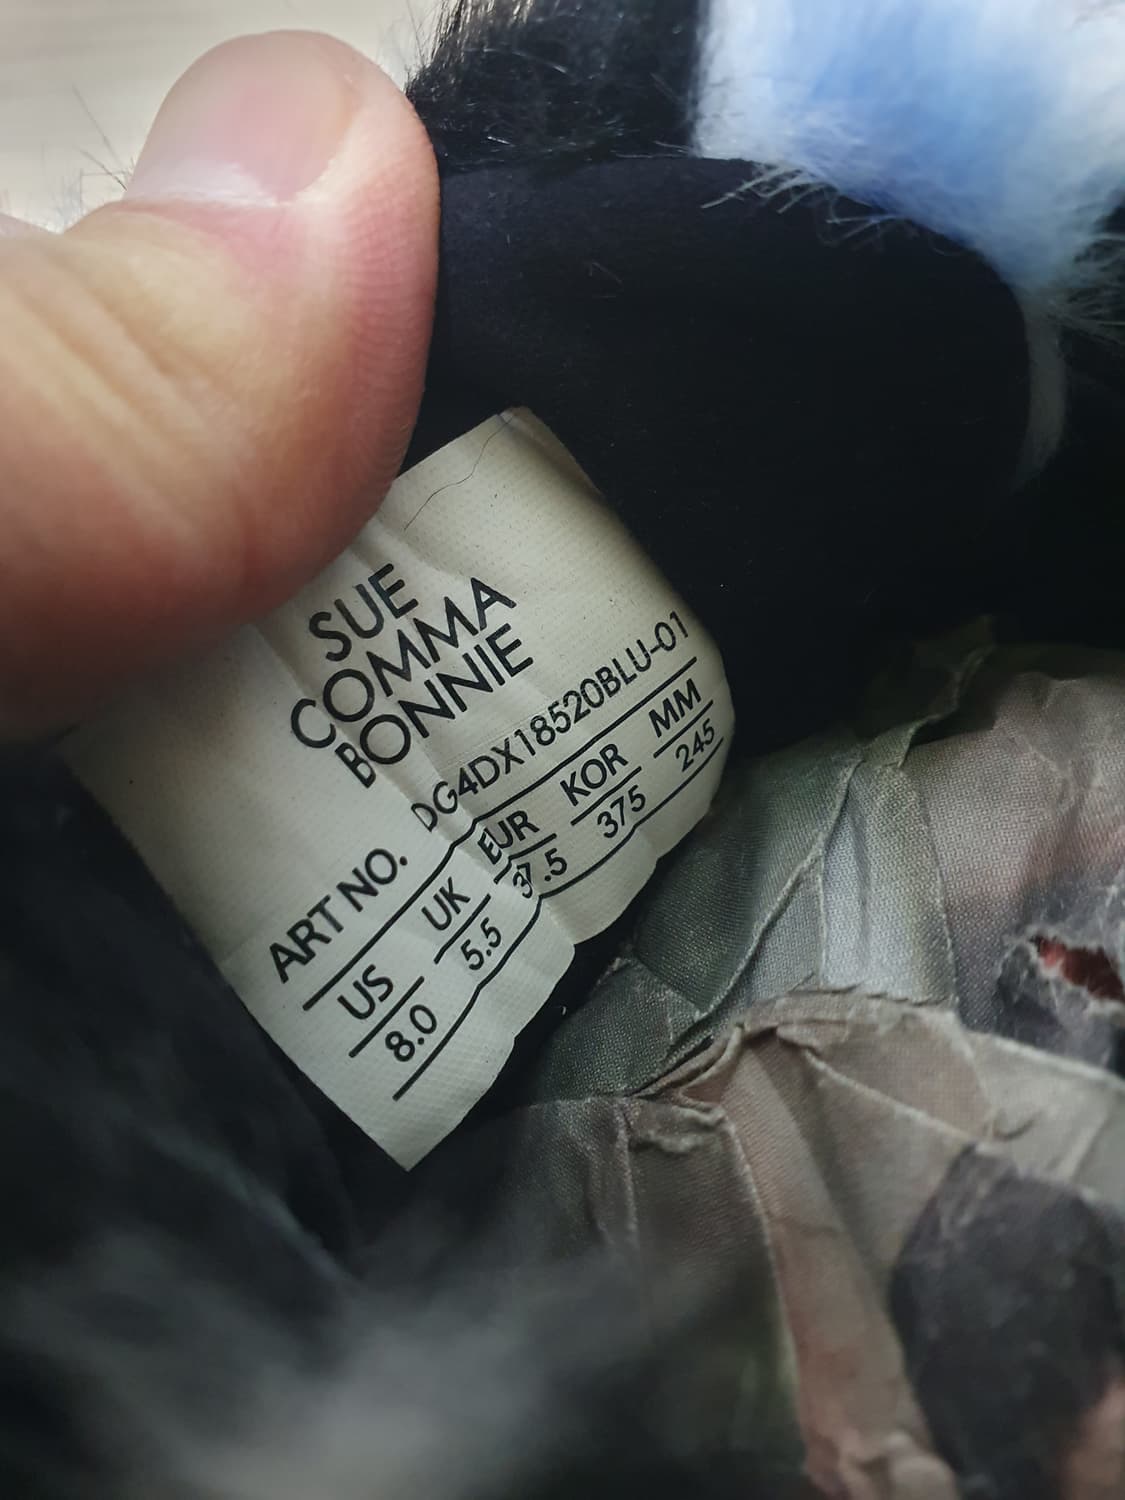 SUE
COMMA
BONNIE
ART NO. DG4DX18520BLU-01
US UK EUR KOR MM
8.0 5.5 37.5 375 245